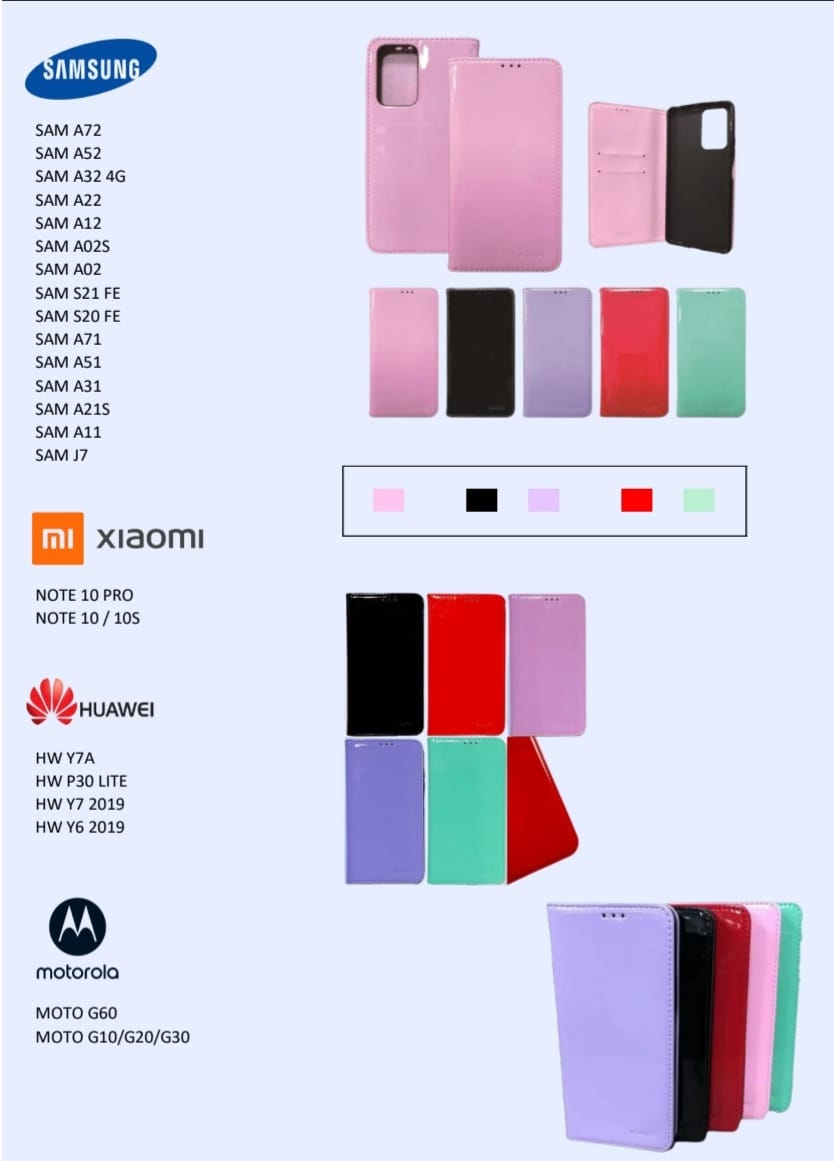 SAMSUNG
SAM A72
SAM A52
SAM A32 4G
SAM A22
SAM A12
SAM A02S
SAM A02
SAM S21 FE
SAM S20 FE
SAM A71
SAM A51
SAM A31
SAM A21S
SAM A11
SAM J7
mi xiaomi
NOTE 10 PRO
NOTE 10 / 10S
HUAWEI
HW Y7A
HW P30 LITE
HW Y7 2019
HW Y6 2019
motorola
MOTO G60
MOTO G10/G20/G30